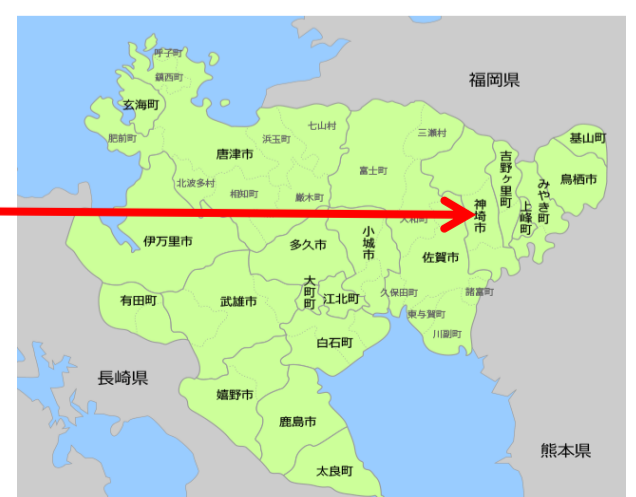 呼子町
鎮西町
福岡県
玄海町
七山村
三瀬村
肥前町
浜玉町
基山町
唐津市
吉野ヶ里町
富士町
鳥栖市
北波多村
相知町
厳木町
みやき町
上峰町
神埼市
大和町
伊万里市
多久市
小城市
佐賀市
大町町
江北町
久保田町
諸富町
有田町
武雄市
東与賀町
川副町
白石町
長崎県
嬉野市
鹿島市
熊本県
太良町